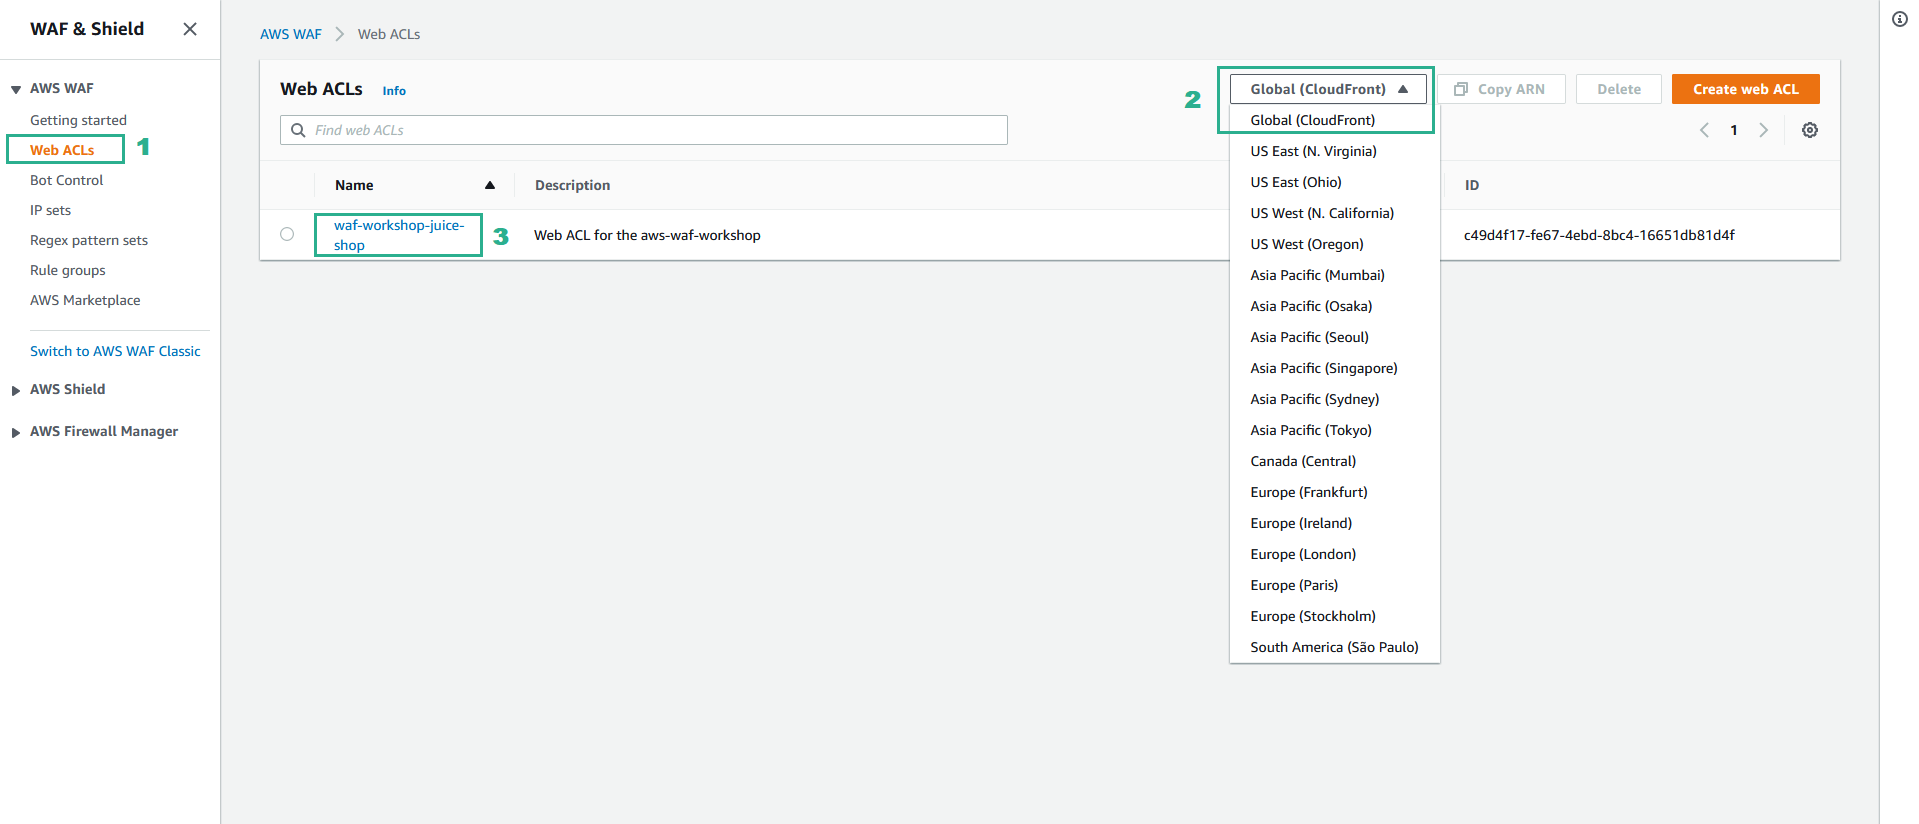 WAF & Shield
AWS WAF
Getting started
Web ACLs
1
Bot Control
IP sets
Regex pattern sets
Rule groups
AWS Marketplace
Switch to AWS WAF Classic
AWS Shield
AWS Firewall Manager
AWS WAF > Web ACLs
Web ACLs Info
2
Global (CloudFront)
Copy ARN
Delete
Create web ACL
Find web ACLs
1
Name
Description
ID
waf-workshop-juice-
shop
3
Web ACL for the aws-waf-workshop
c49d4f17-fe67-4ebd-8bc4-16651db81d4f
Global (CloudFront)
US East (N. Virginia)
US East (Ohio)
US West (N. California)
US West (Oregon)
Asia Pacific (Mumbai)
Asia Pacific (Osaka)
Asia Pacific (Seoul)
Asia Pacific (Singapore)
Asia Pacific (Sydney)
Asia Pacific (Tokyo)
Canada (Central)
Europe (Frankfurt)
Europe (Ireland)
Europe (London)
Europe (Paris)
Europe (Stockholm)
South America (São Paulo)